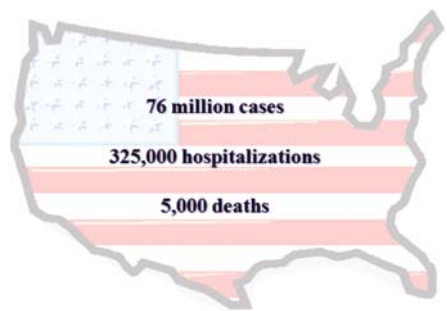 76 million cases
325,000 hospitalizations
5,000 deaths